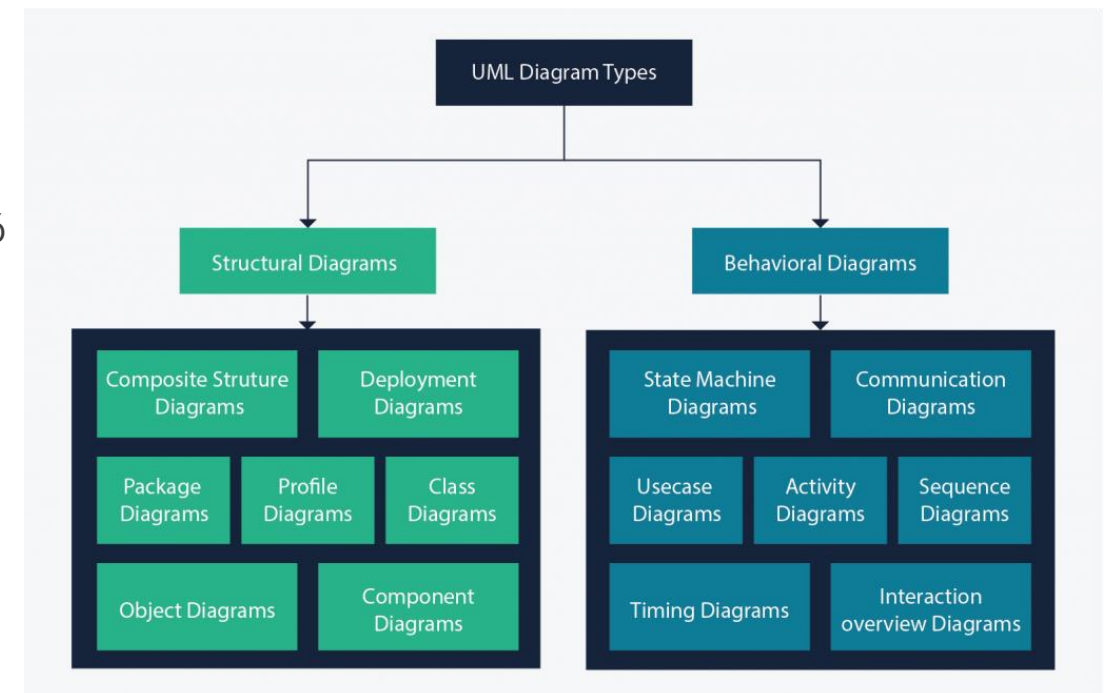 UML Diagram Types
Structural Diagrams
Behavioral Diagrams
Composite Struture
Diagrams
Deployment
Diagrams
State Machine
Diagrams
Communication
Diagrams
Package
Diagrams
Profile
Diagrams
Class
Diagrams
Usecase
Diagrams
Activity
Diagrams
Sequence
Diagrams
Object Diagrams
Component
Diagrams
Timing Diagrams
Interaction
overview Diagrams